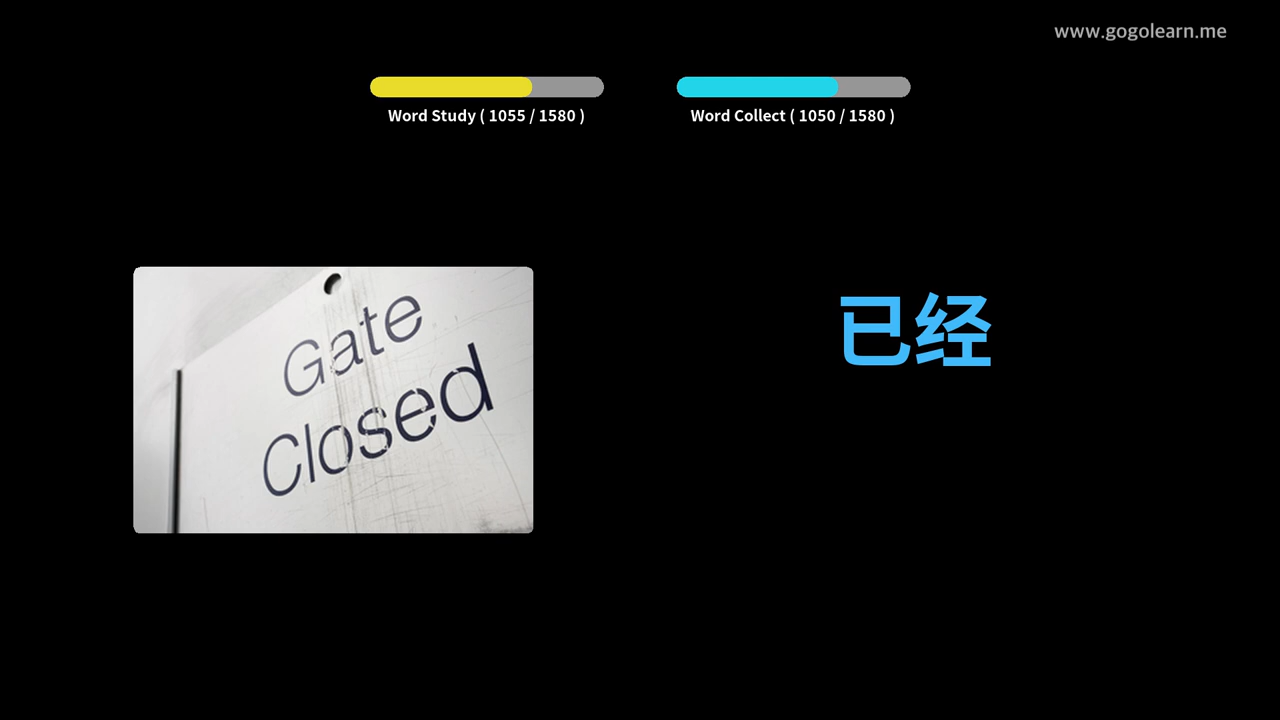 www.gogolearn.me
Word Study ( 1055 / 1580 )
Word Collect ( 1050 / 1580 )
Gate
Closed
已经